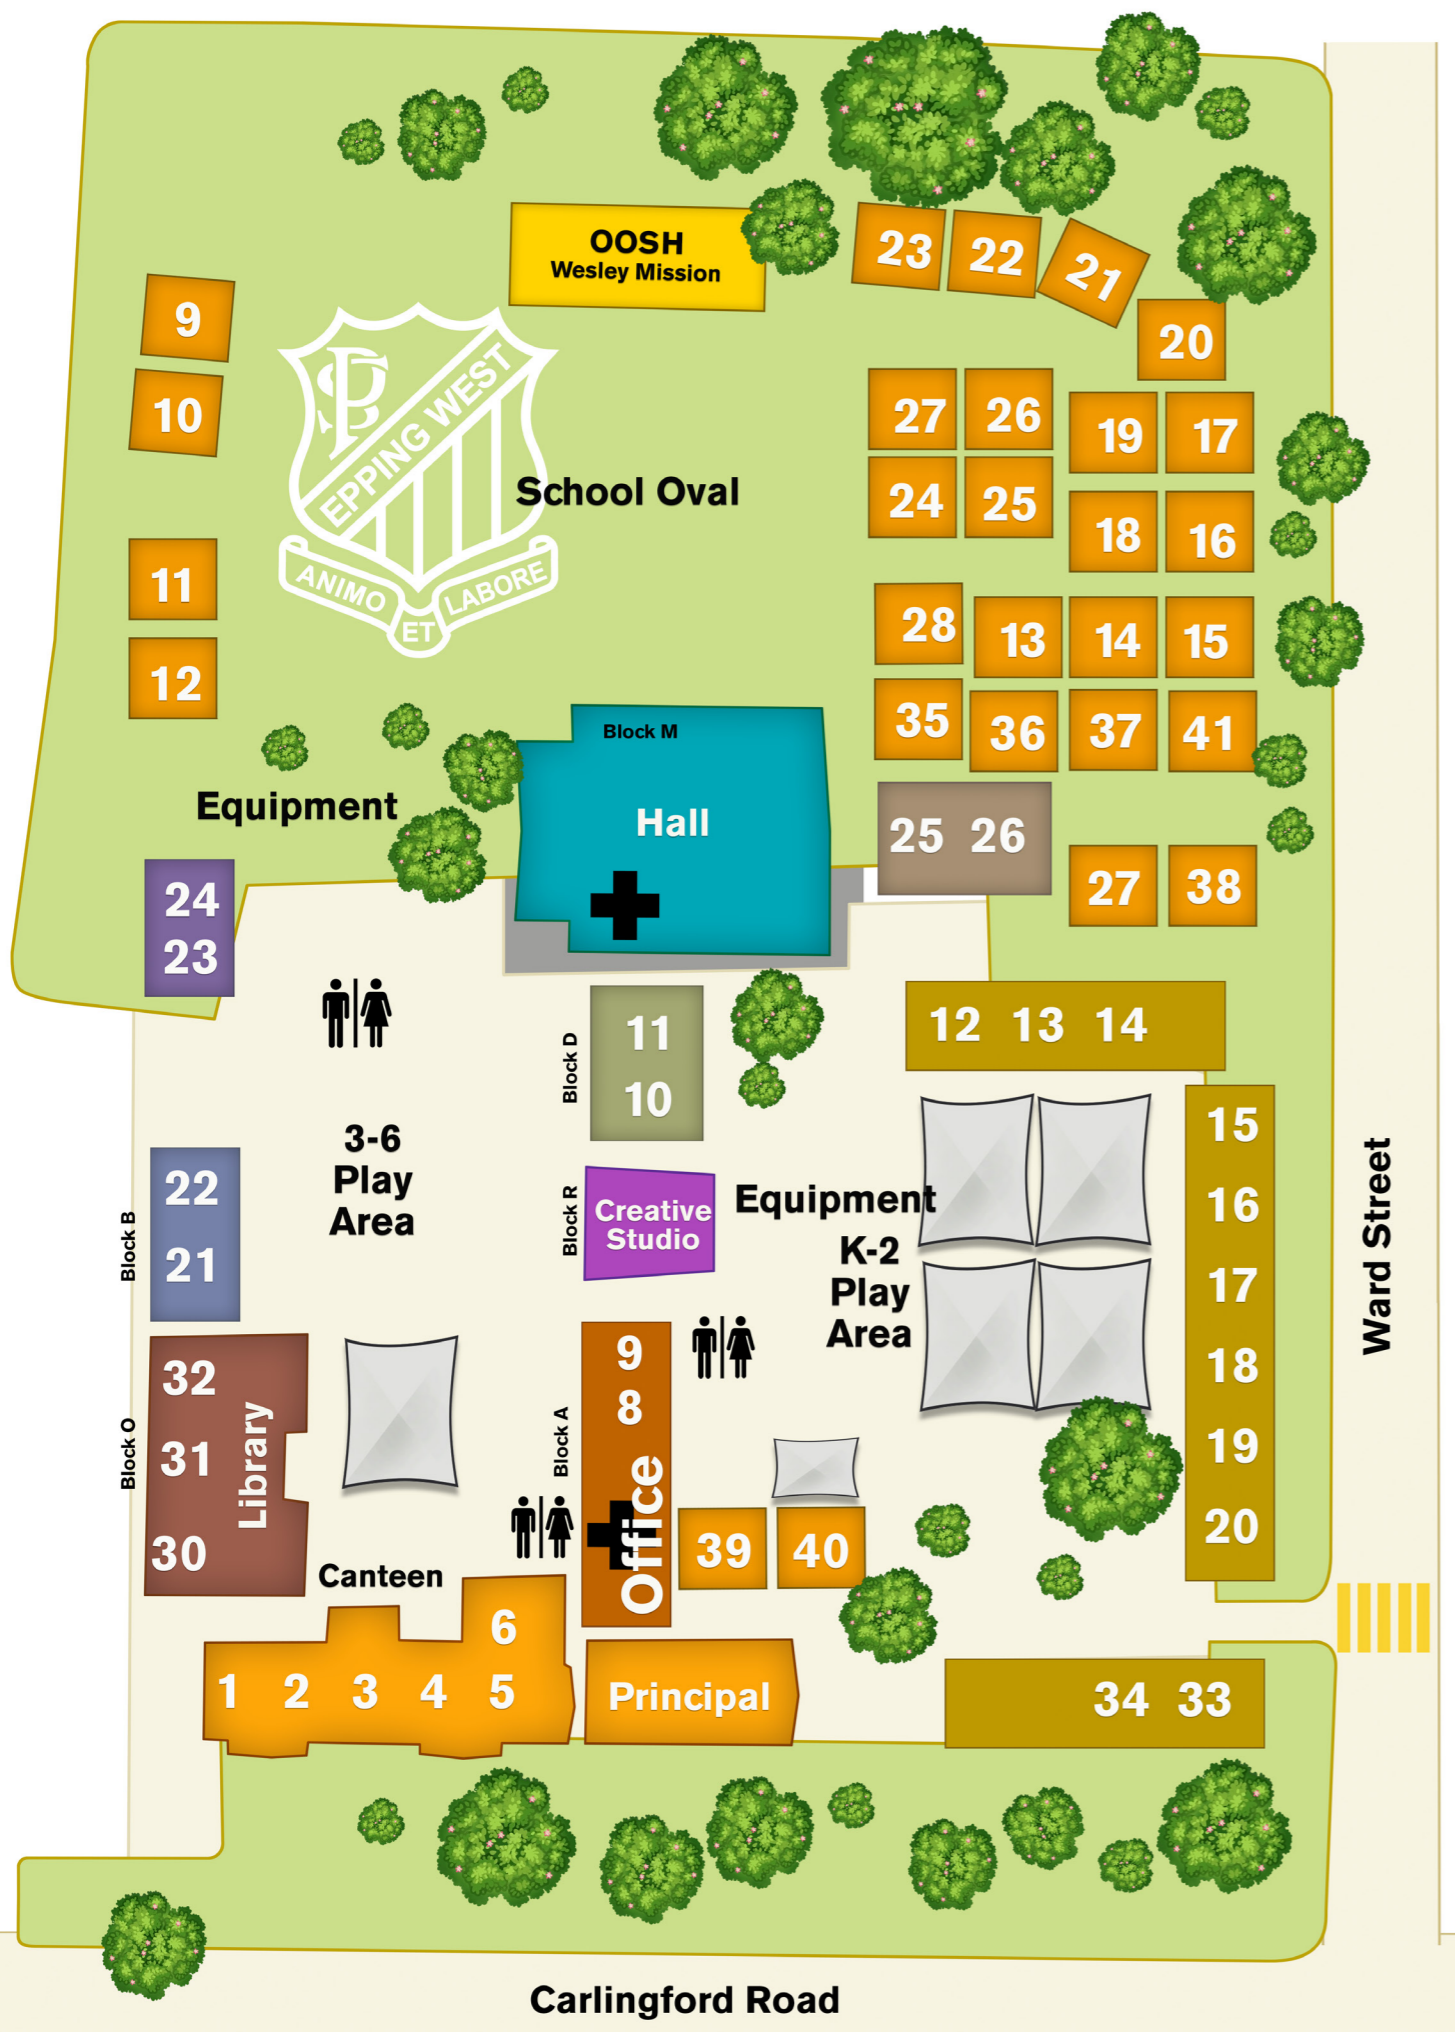 OOSH
Wesley Mission
23
22
21
20
9
10
11
12
PS
EPPING WEST
ANIMO
ET
LABORE
School Oval
27
26
19
17
24
25
18
16
28
13
14
15
35
36
37
41
Block M
Hall
Equipment
25 26
27
38
24
23
12 13 14
Block D
11
10
3-6
Play
Area
15
16
17
18
19
20
Block B
22
21
Block R
Creative
Studio
Equipment
K-2
Play
Area
Ward Street
Block O
32
31
30
Library
Block A
9
8
Office
39
40
Canteen
6
1 2 3 4 5
Principal
34 33
Carlingford Road